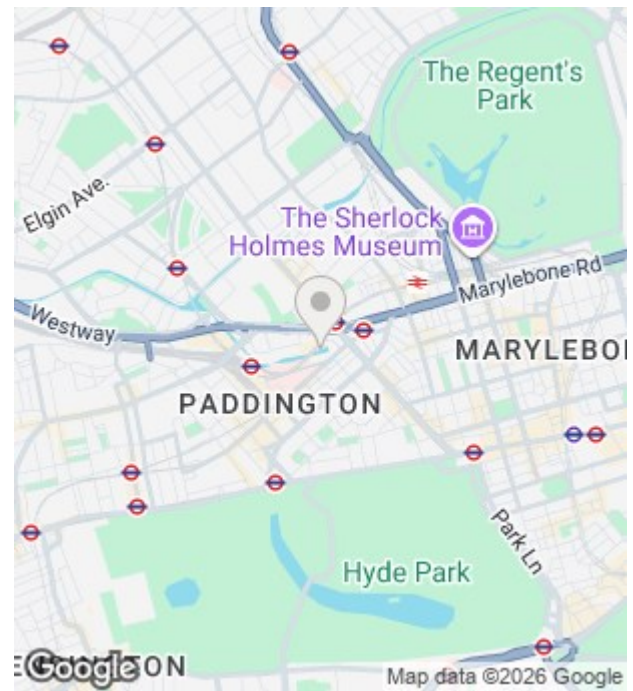 The Regent's
Park
Elgin Ave.
The Sherlock
Holmes Museum
Marylebone Rd
Westway
MARYLEBO
PADDINGTON
Park Ln
Hyde Park
ENSINGTON
Google
Map data ©2026 Google